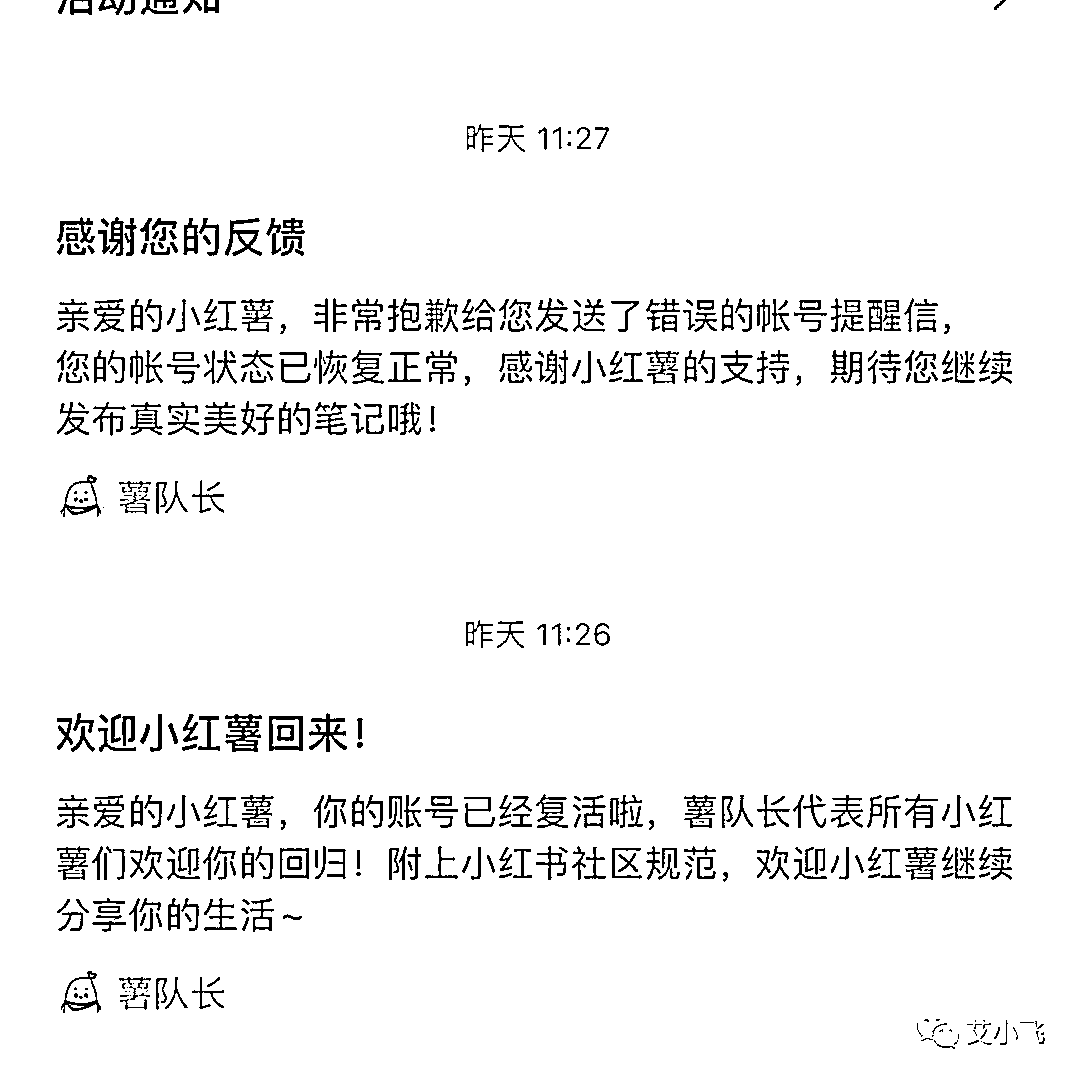 活动通知
昨天 11:27
感谢您的反馈
亲爱的小红薯，非常抱歉给您发送了错误的帐号提醒信，
您的帐号状态已恢复正常，感谢小红薯的支持，期待您继续
发布真实美好的笔记哦！
薯队长
昨天 11:26
欢迎小红薯回来！
亲爱的小红薯，你的账号已经复活啦，薯队长代表所有小红
薯们欢迎你的回归！附上小红书社区规范，欢迎小红薯继续
分享你的生活~
薯队长
艾小飞